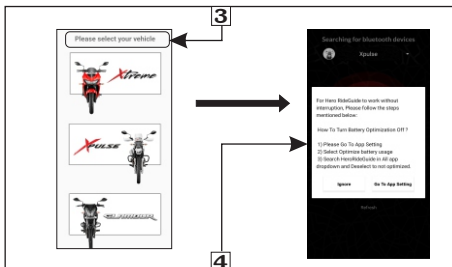 3
Please select your vehicle
Xtreme
XPULSE
GLAMOUR
Searching for bluetooth devices
Xpulse
For Hero RideGuide to work without
interruption, Please follow the steps
mentioned below:
How To Turn Battery Optimization Off ?
1) Please Go To App Setting
2) Select Optimize battery usage
3) Search HeroRideGuide in All app
dropdown and Deselect to not optimized.
Ignore
Go To App Setting
Refresh
4